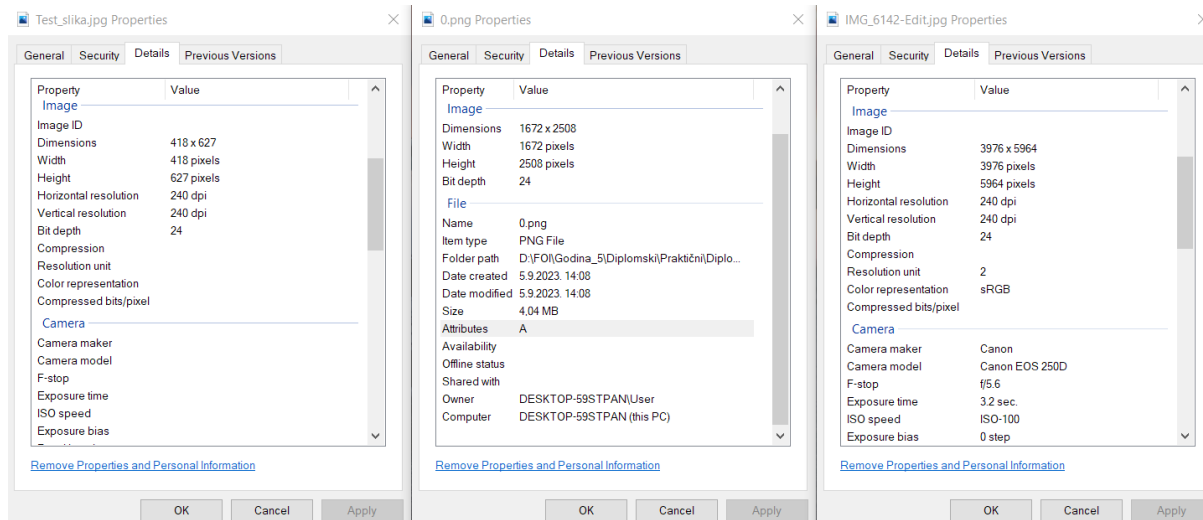 Test_slika.jpg Properties
General Security Details Previous Versions
Property Value
Image
Image ID
Dimensions 418 x 627
Width 418 pixels
Height 627 pixels
Horizontal resolution 240 dpi
Vertical resolution 240 dpi
Bit depth 24
Compression
Resolution unit
Color representation
Compressed bits/pixel
Camera
Camera maker
Camera model
F-stop
Exposure time
ISO speed
Exposure bias
Remove Properties and Personal Information
OK Cancel Apply
0.png Properties
General Security Details Previous Versions
Property Value
Image
Dimensions 1672 x 2508
Width 1672 pixels
Height 2508 pixels
Bit depth 24
File
Name 0.png
Item type PNG File
Folder path D:\FOI\Godina_5\Diplomski\Praktični\Diplo...
Date created 5.9.2023. 14:08
Date modified 5.9.2023. 14:08
Size 4,04 MB
Attributes A
Availability
Offline status
Shared with
Owner DESKTOP-59STPAN\User
Computer DESKTOP-59STPAN (this PC)
Remove Properties and Personal Information
OK Cancel Apply
IMG_6142-Edit.jpg Properties
General Security Details Previous Versions
Property Value
Image
Image ID
Dimensions 3976 x 5964
Width 3976 pixels
Height 5964 pixels
Horizontal resolution 240 dpi
Vertical resolution 240 dpi
Bit depth 24
Compression
Resolution unit 2
Color representation sRGB
Compressed bits/pixel
Camera
Camera maker Canon
Camera model Canon EOS 250D
F-stop f/5.6
Exposure time 3.2 sec.
ISO speed ISO-100
Exposure bias 0 step
Remove Properties and Personal Information
OK Cancel Apply